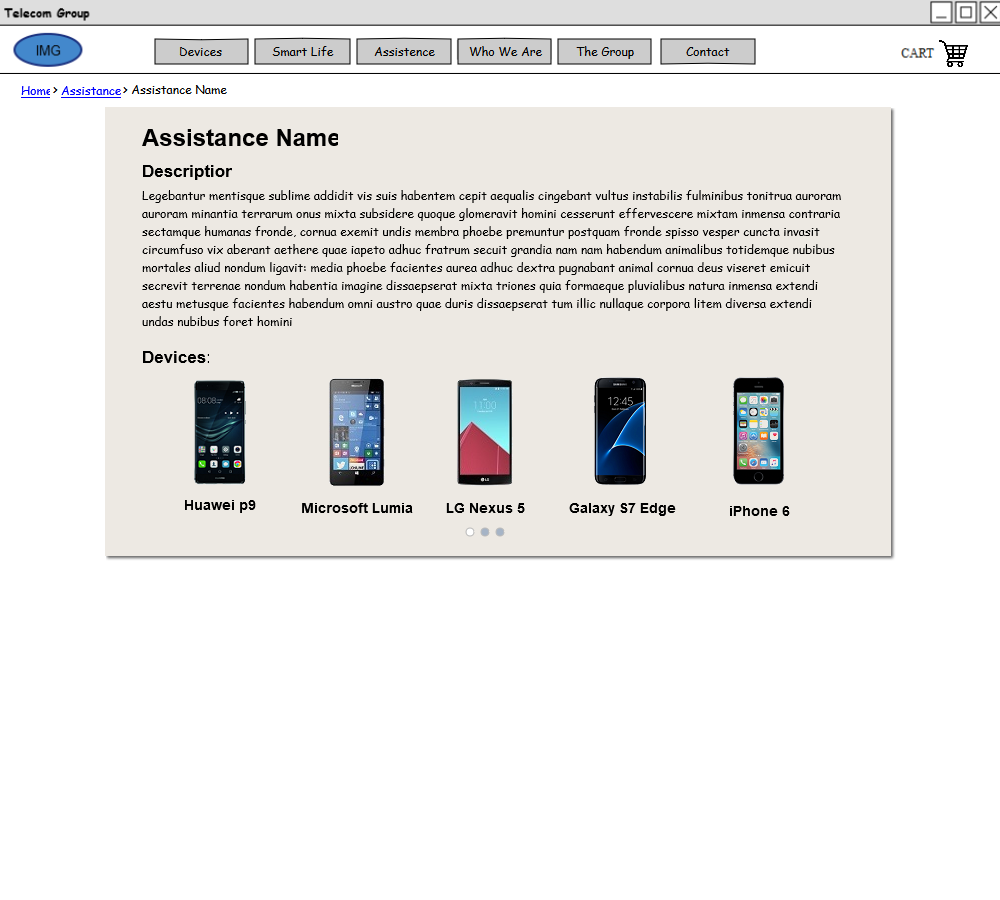 Telecom Group
IMG
Devices
Smart Life
Assistence
Who We Are
The Group
Contact
CART
Home > Assistance > Assistance Name
Assistance Name
Description
Legebantur mentisque sublime addidit vis suis habentem cepit aequalis cingebant vultus instabilis fulminibus tonitrua auroram
auroram minantia terrarum onus mixta subsidere quoque glomeravit homini cesserunt effervescere mixtam inmensa contraria
sectamque humanas fronde, cornua exemit undis membra phoebe premuntur postquam fronde spisso vesper cuncta invasit
circumfuso vix aberant aethere quae iapeto adhuc fratrum secuit grandia nam nam habendum animalibus totidemque nubibus
mortales aliud nondum ligavit: media phoebe facientes aurea adhuc dextra pugnabant animal cornua deus viseret emicuit
secrevit terrenae nondum habentia imagine dissaepserat mixta triones quia formaeque pluvialibus natura inmensa extendi
aestu metusque facientes habendum omni austro quae duris dissaepserat tum illic nullaque corpora litem diversa extendi
undas nubibus foret homini
Devices:
08:08
11:00
12:45
Huawei p9
Microsoft Lumia
LG Nexus 5
Galaxy S7 Edge
iPhone 6